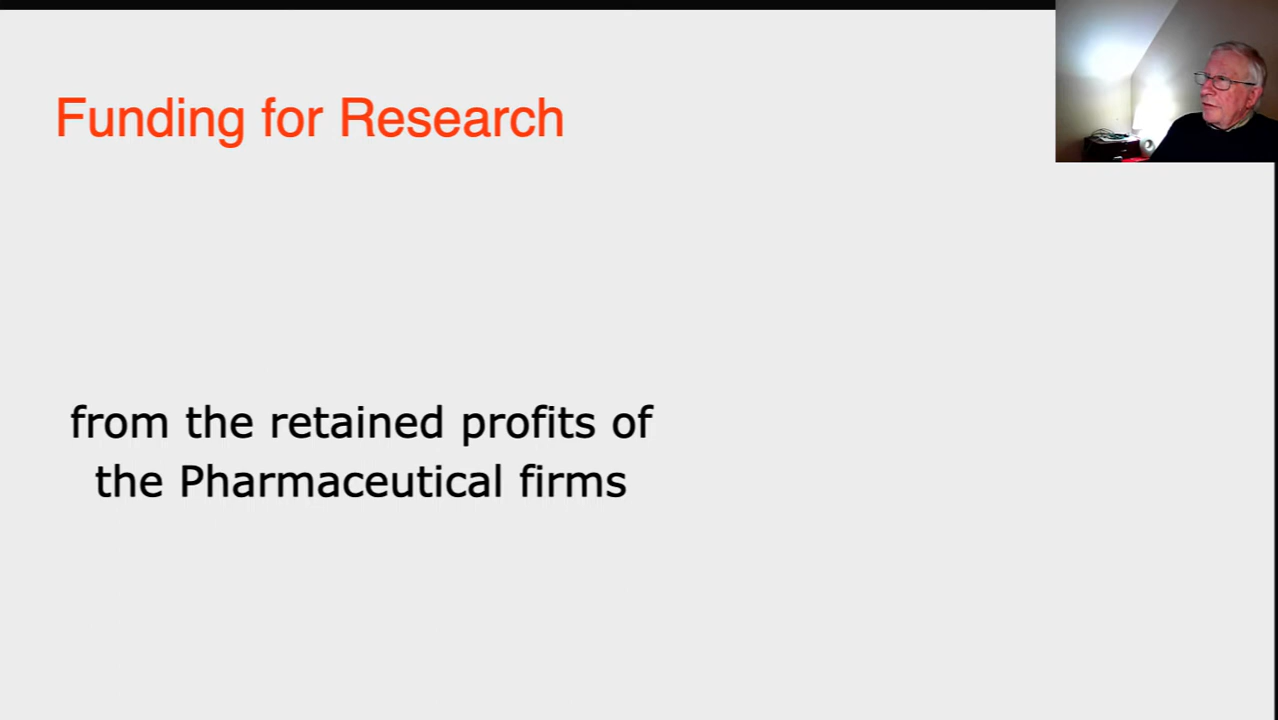 Funding for Research
from the retained profits of
the Pharmaceutical firms